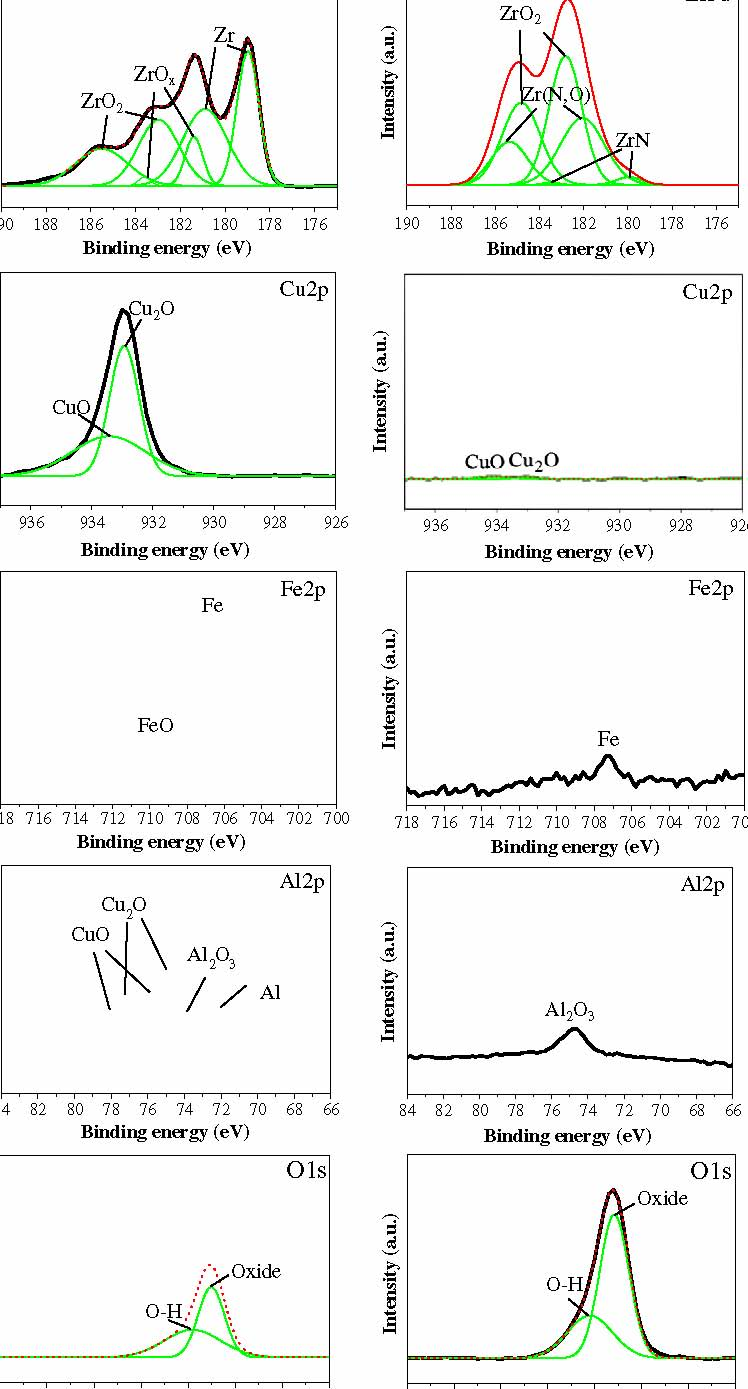 Zr
ZrOₓ
ZrO₂
90 188 186 184 182 180 178 176
Binding energy (eV)
ZrO₂
Zr(N,O)
ZrN
Intensity (a.u.)
190 188 186 184 182 180 178 176
Binding energy (eV)
Cu2p
Cu₂O
CuO
936 934 932 930 928 926
Binding energy (eV)
Cu2p
Intensity (a.u.)
CuO Cu₂O
936 934 932 930 928 92
Binding energy (eV)
Fe2p
Fe
FeO
18 716 714 712 710 708 706 704 702 700
Binding energy (eV)
Fe2p
Intensity (a.u.)
Fe
718 716 714 712 710 708 706 704 702 70
Binding energy (eV)
Al2p
Cu₂O
CuO
Al₂O₃
Al
4 82 80 78 76 74 72 70 68 66
Binding energy (eV)
Al2p
Intensity (a.u.)
Al₂O₃
84 82 80 78 76 74 72 70 68 66
Binding energy (eV)
O1s
Oxide
O-H
O1s
Intensity (a.u.)
Oxide
O-H